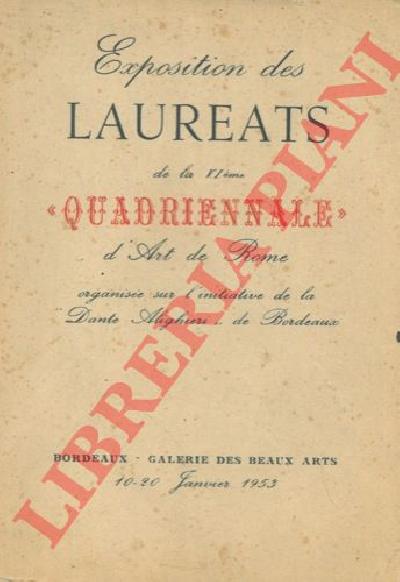 Exposition des
LAUREATS
de la VIème
« QUADRIENNALE »
d'Art de Rome
organisée sur l'initiative de la
"Dante Alighieri" de Bordeaux
BORDEAUX - GALERIE DES BEAUX ARTS
10-20 Janvier 1953
LIBRERIA PIANI